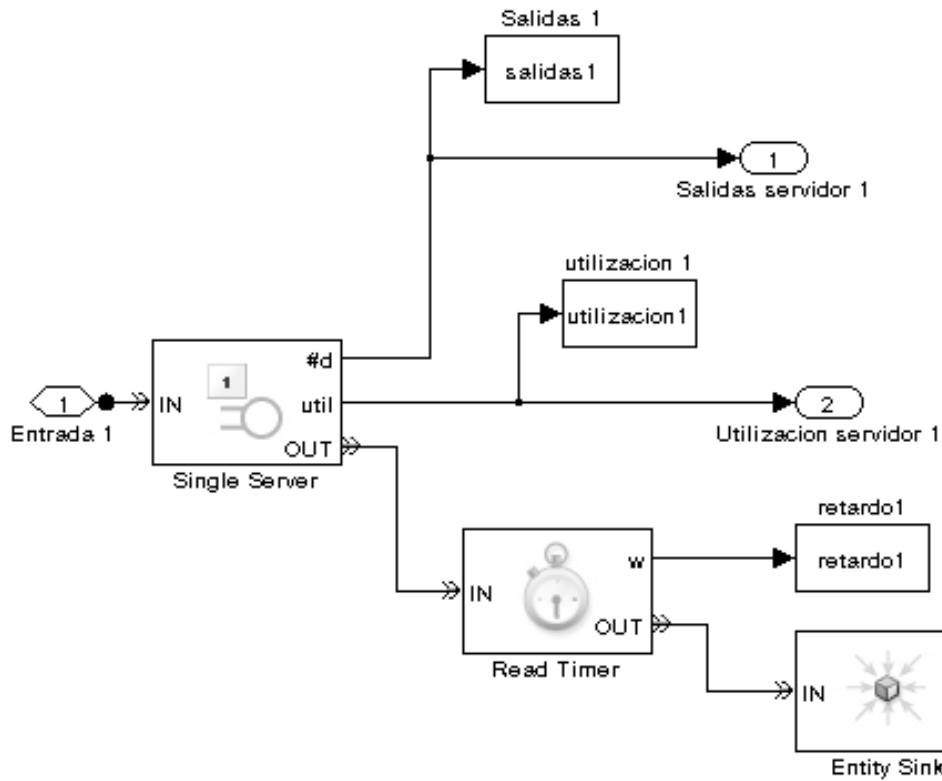 Salidas 1
salidas1
1
Salidas servidor 1
utilizacion 1
utilizacion1
#d
1
1
IN
util
2
Entrada 1
Utilizacion servidor 1
OUT
Single Server
retardo1
w
retardo1
IN
OUT
Read Timer
IN
Entity Sink